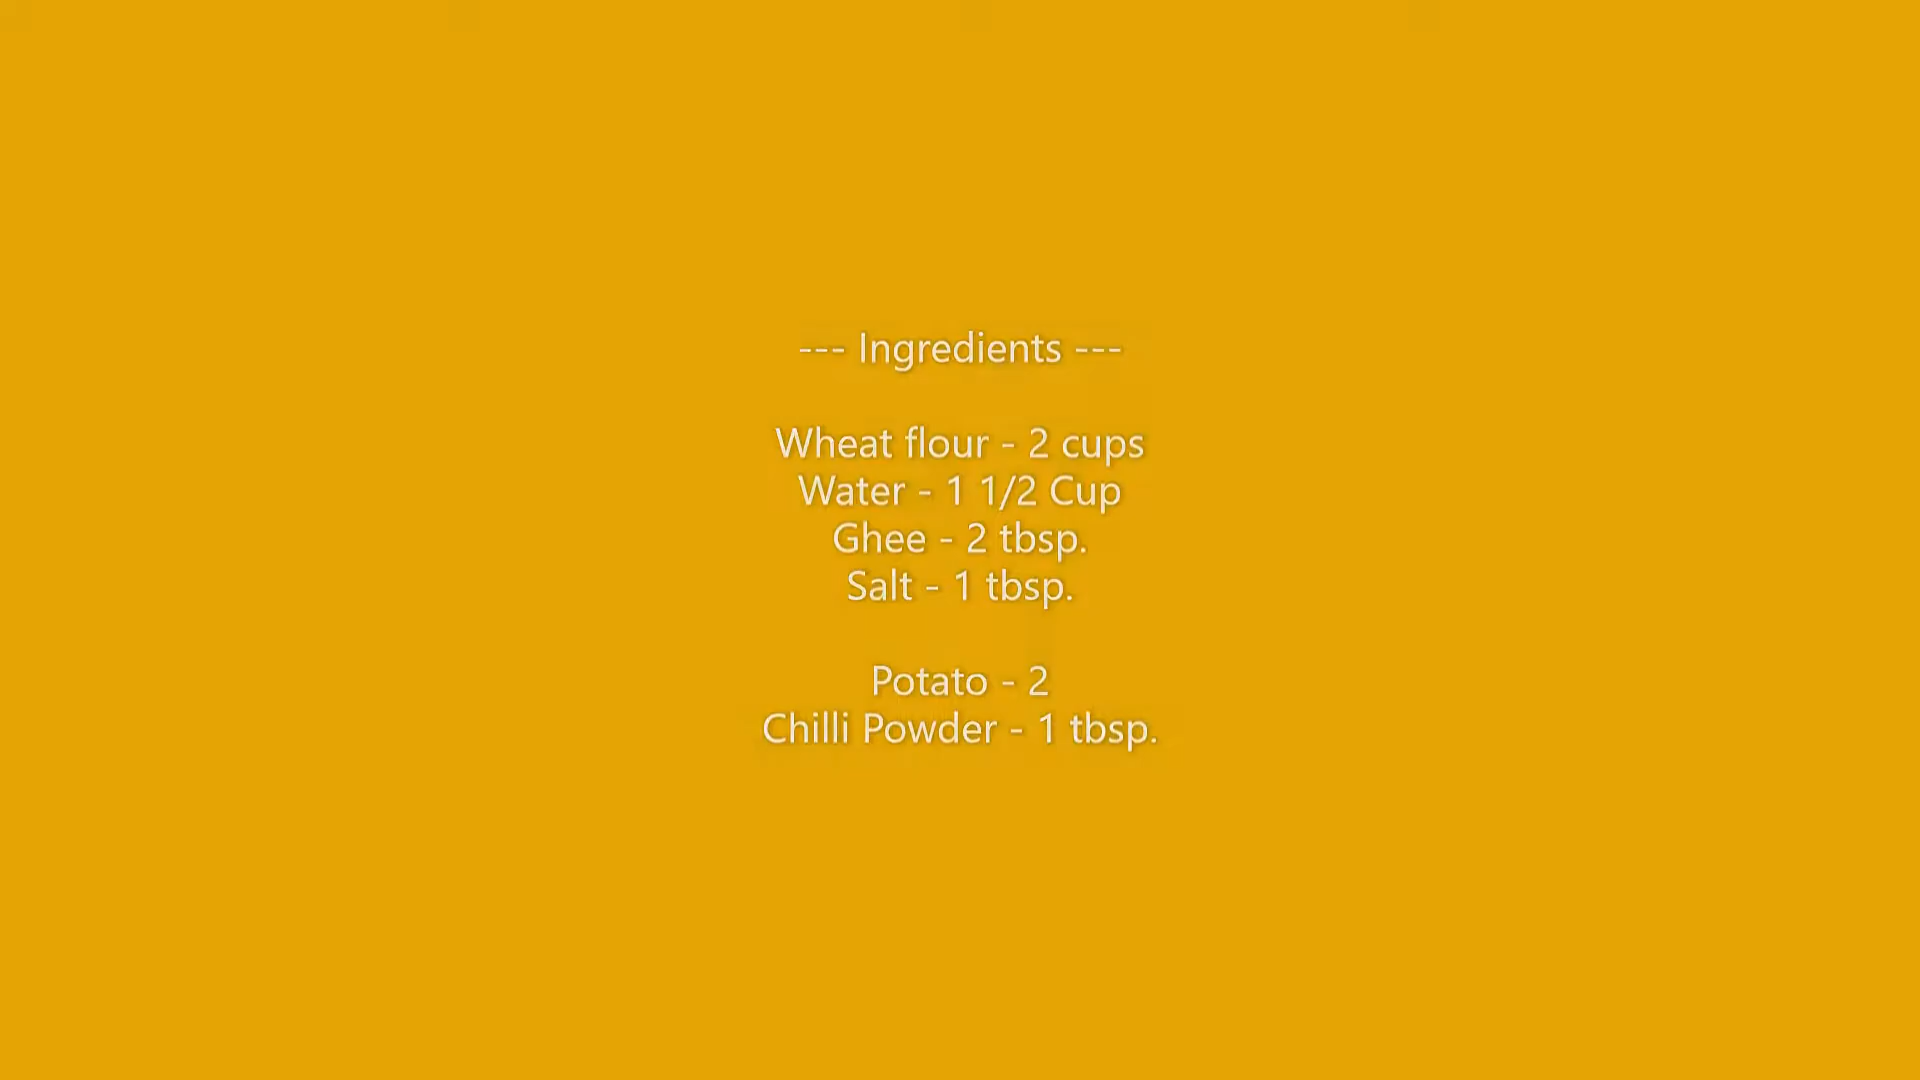 --- Ingredients ---
Wheat flour - 2 cups
Water - 1 1/2 Cup
Ghee - 2 tbsp.
Salt - 1 tbsp.
Potato - 2
Chilli Powder - 1 tbsp.